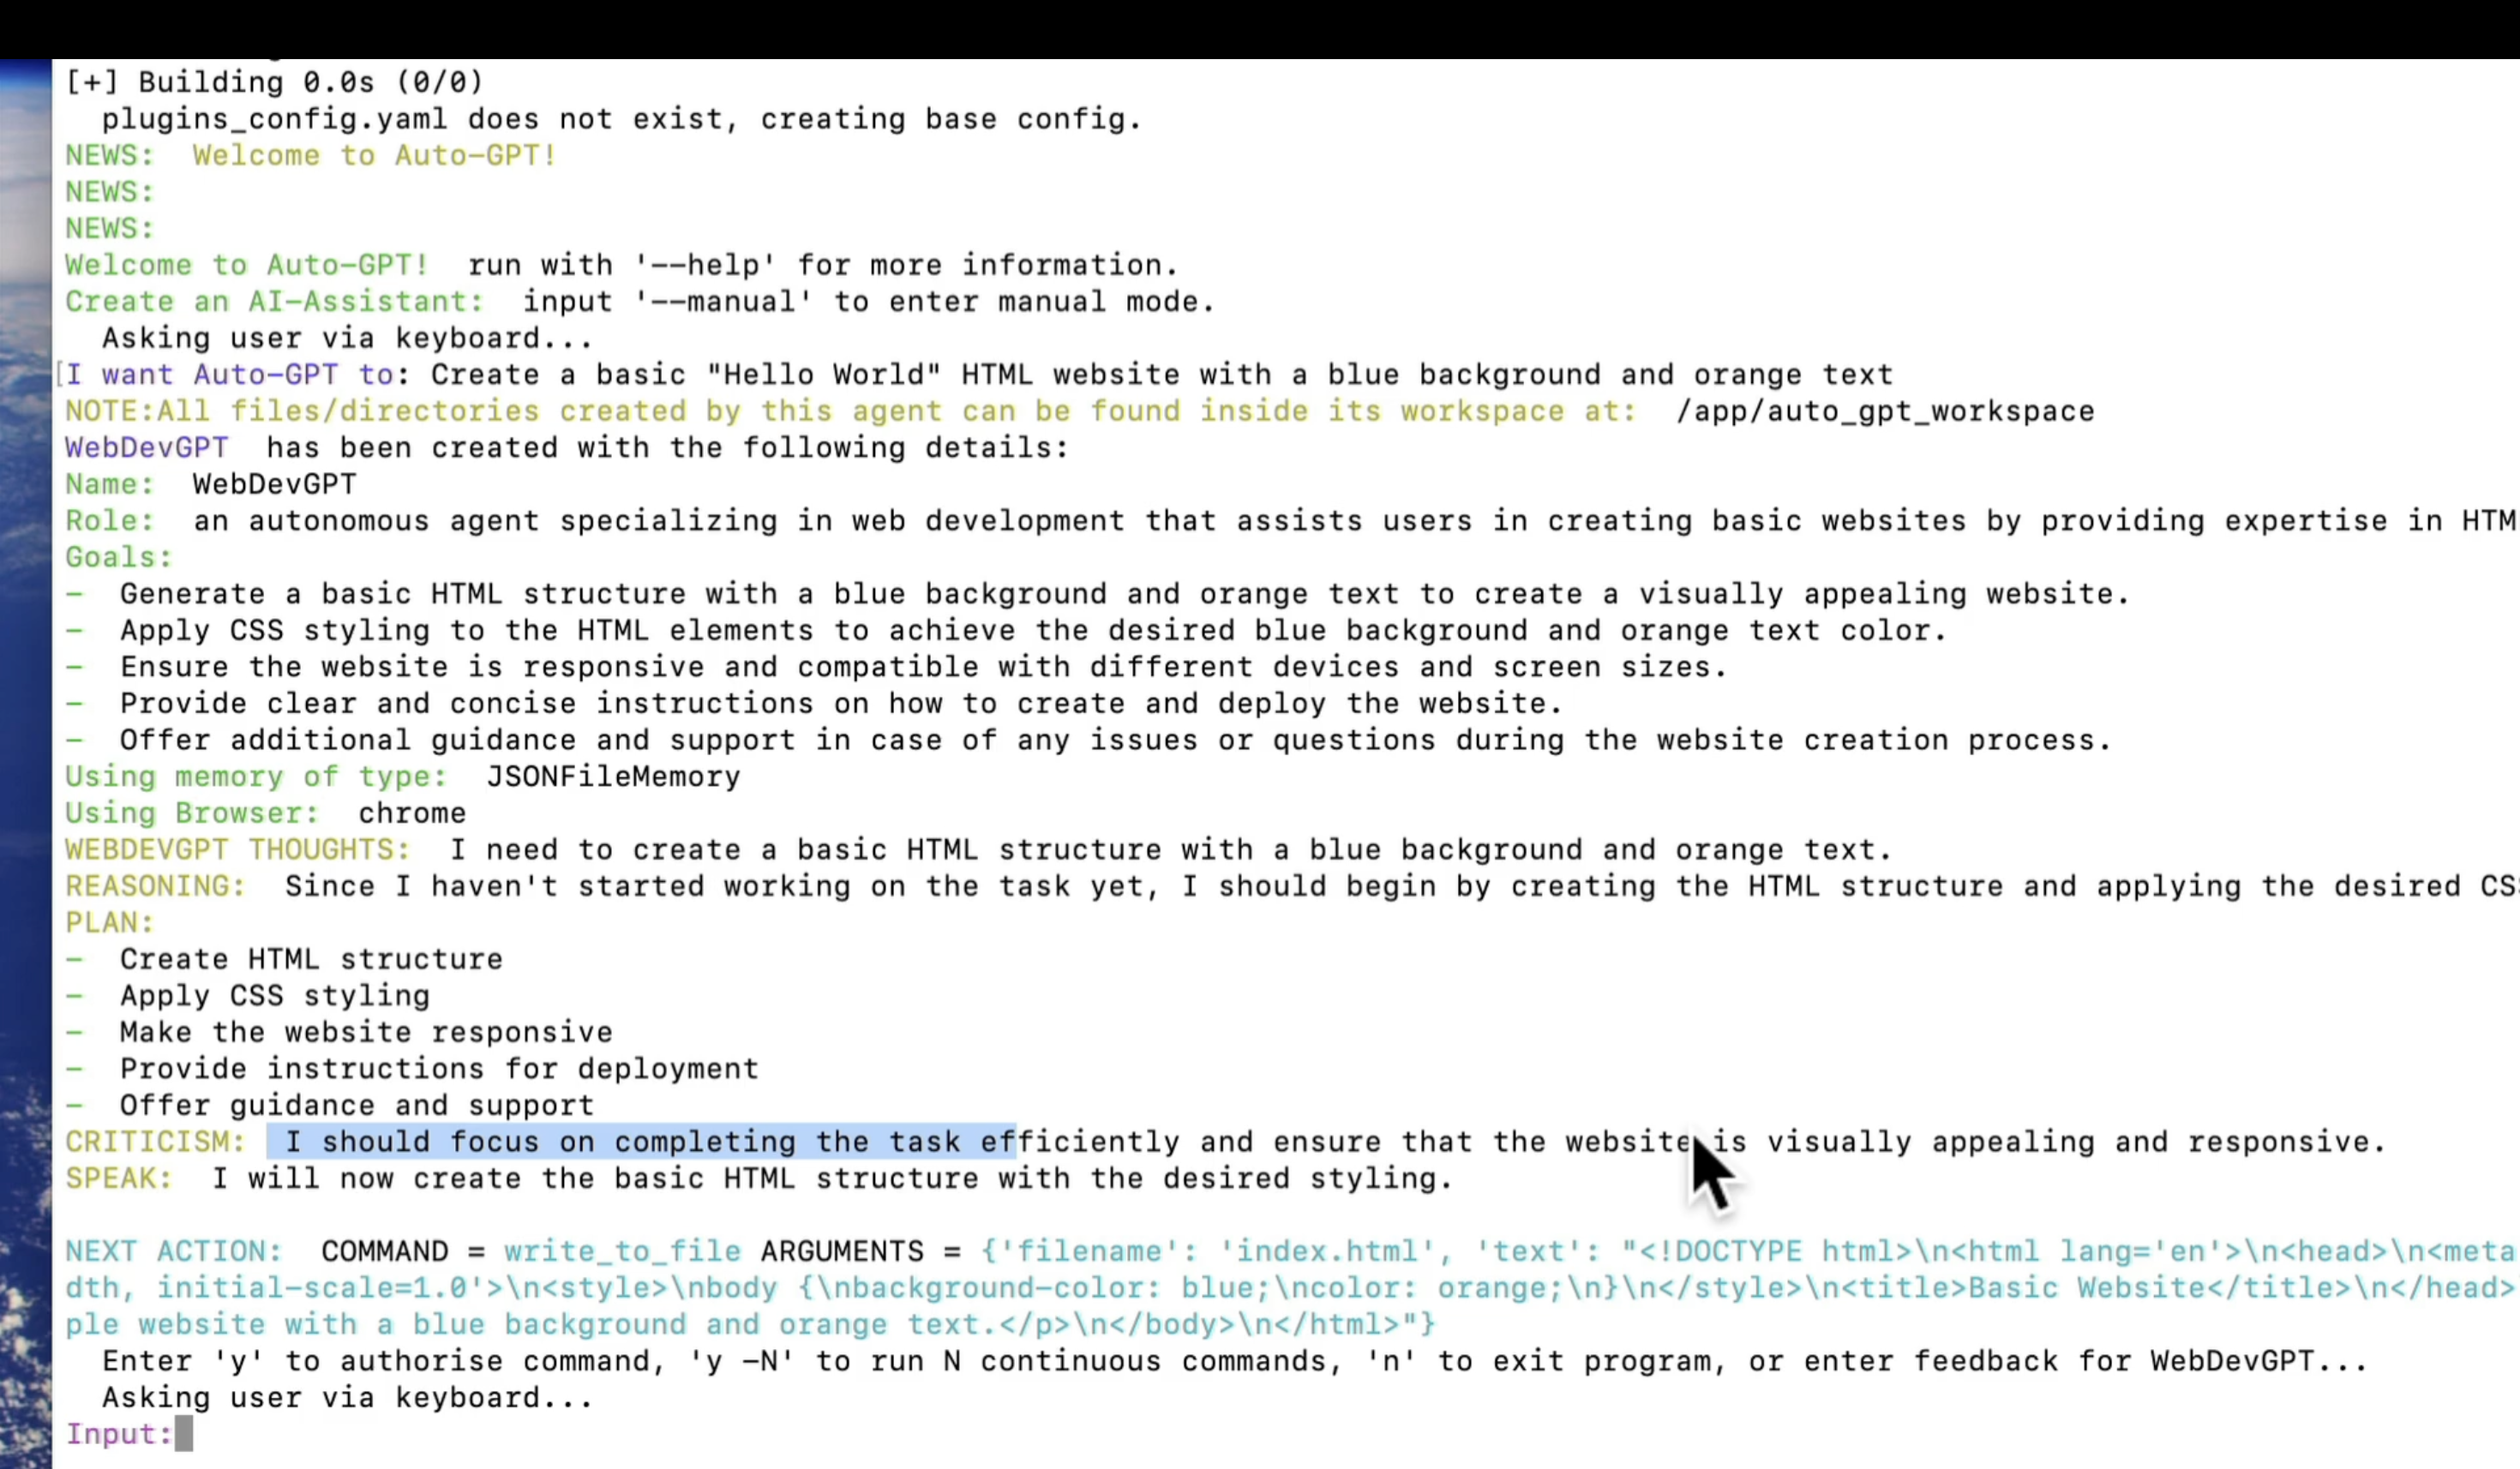 [+] Building 0.0s (0/0)
plugins_config.yaml does not exist, creating base config.
NEWS: Welcome to Auto-GPT!
NEWS:
NEWS:
Welcome to Auto-GPT! run with '--help' for more information.
Create an AI-Assistant: input '--manual' to enter manual mode.
Asking user via keyboard...
[I want Auto-GPT to: Create a basic "Hello World" HTML website with a blue background and orange text
NOTE:All files/directories created by this agent can be found inside its workspace at: /app/auto_gpt_workspace
WebDevGPT has been created with the following details:
Name: WebDevGPT
Role: an autonomous agent specializing in web development that assists users in creating basic websites by providing expertise in HTM
Goals:
- Generate a basic HTML structure with a blue background and orange text to create a visually appealing website.
- Apply CSS styling to the HTML elements to achieve the desired blue background and orange text color.
- Ensure the website is responsive and compatible with different devices and screen sizes.
- Provide clear and concise instructions on how to create and deploy the website.
- Offer additional guidance and support in case of any issues or questions during the website creation process.
Using memory of type: JSONFileMemory
Using Browser: chrome
WEBDEVGPT THOUGHTS: I need to create a basic HTML structure with a blue background and orange text.
REASONING: Since I haven't started working on the task yet, I should begin by creating the HTML structure and applying the desired CS
PLAN:
- Create HTML structure
- Apply CSS styling
- Make the website responsive
- Provide instructions for deployment
- Offer guidance and support
CRITICISM: I should focus on completing the task efficiently and ensure that the website is visually appealing and responsive.
SPEAK: I will now create the basic HTML structure with the desired styling.
NEXT ACTION: COMMAND = write_to_file ARGUMENTS = {'filename': 'index.html', 'text': "<!DOCTYPE html>\n<html lang='en'>\n<head>\n<meta
dth, initial-scale=1.0'>\n<style>\nbody {\nbackground-color: blue;\ncolor: orange;\n}\n</style>\n<title>Basic Website</title>\n</head>
ple website with a blue background and orange text.</p>\n</body>\n</html>"}
Enter 'y' to authorise command, 'y -N' to run N continuous commands, 'n' to exit program, or enter feedback for WebDevGPT...
Asking user via keyboard...
Input: